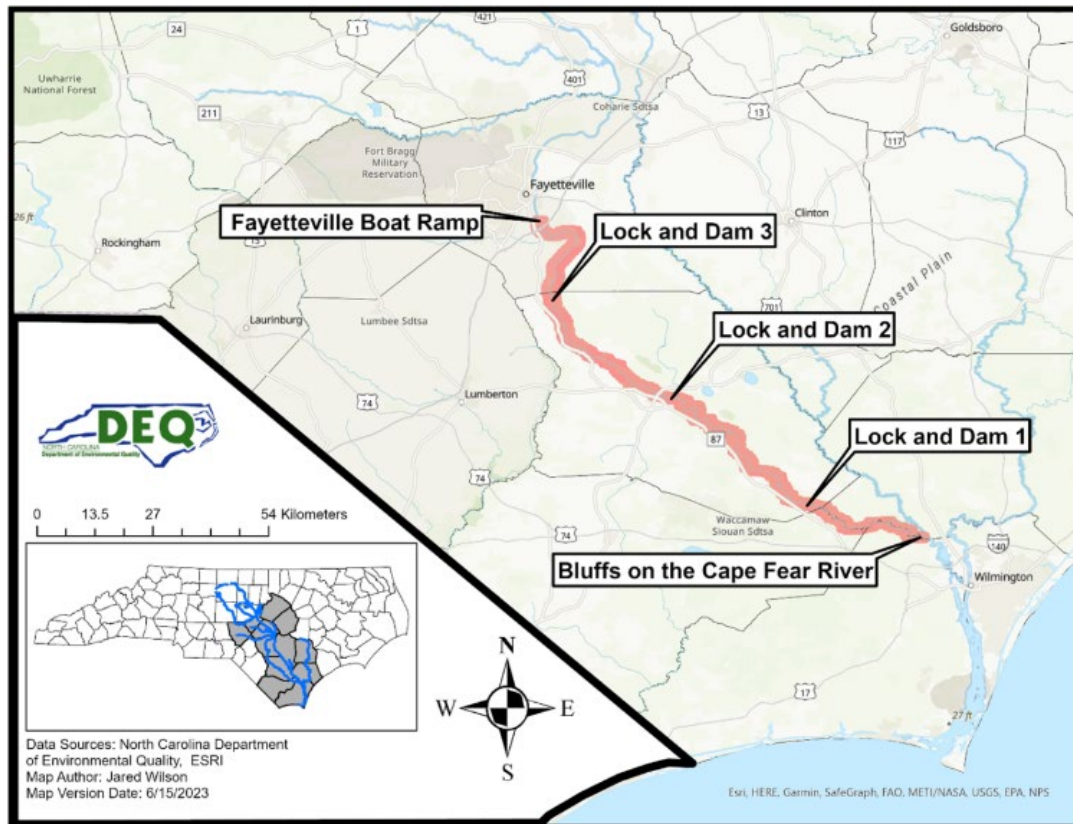 421
Goldsboro
24
1
Uwharrie
National Forest
401
Coharie Sdtsa
211
13
117
Fort Bragg
Military
Reservation
Fayetteville
26 ft
Fayetteville Boat Ramp
Clinton
Lock and Dam 3
Rockingham
15
Coastal Plain
701
Laurinburg
Lumbee Sdtsa
Lock and Dam 2
74
Lumberton
87
Lock and Dam 1
DEQ
NORTH CAROLINA
Department of Environmental Quality
74
0 13.5 27 54 Kilometers
74
Waccamaw
Siouan Sdtsa
140
Bluffs on the Cape Fear River
Wilmington
N
W E
S
17
27 ft
Data Sources: North Carolina Department
of Environmental Quality, ESRI
Map Author: Jared Wilson
Map Version Date: 6/15/2023
Esri, HERE, Garmin, SafeGraph, FAO, METI/NASA, USGS, EPA, NPS